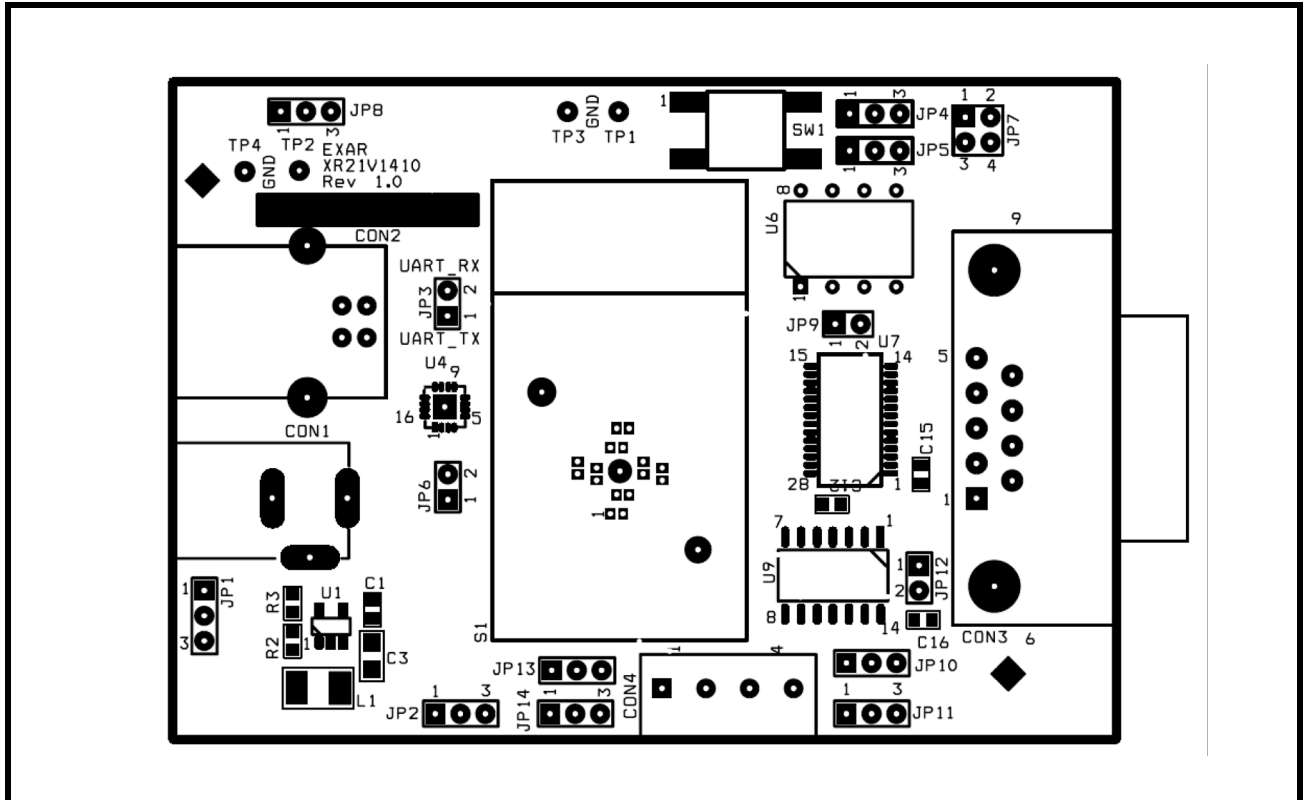 1 3 JP8
TP4 TP2
GND
EXAR
XR21V1410
Rev 1.0
TP3 GND TP1
1 SW1
1 3 JP4
1 3 JP5
1 2
JP7
3 4
CON2
UART_RX
JP3 2
1
UART_TX
U4
9
16 5
1
CON1
JP6 2
1
8
U6
1
JP9
1 2
U7
15 14
28 1
C12
C15
9
5
1
CON3 6
7 1
U9
8 14
1 JP12
2
C16
1 JP1
3
R3
R2
U1
1
C1
C3
L1
S1
1
JP2
1 3
JP13
JP14
1 3
CON4
1 4
JP10
1 3
JP11